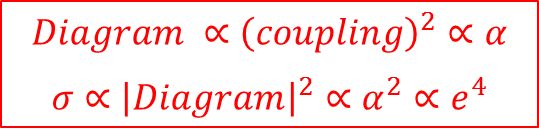 Diagram ∝ (coupling)² ∝ α
σ ∝ |Diagram|² ∝ α² ∝ e⁴